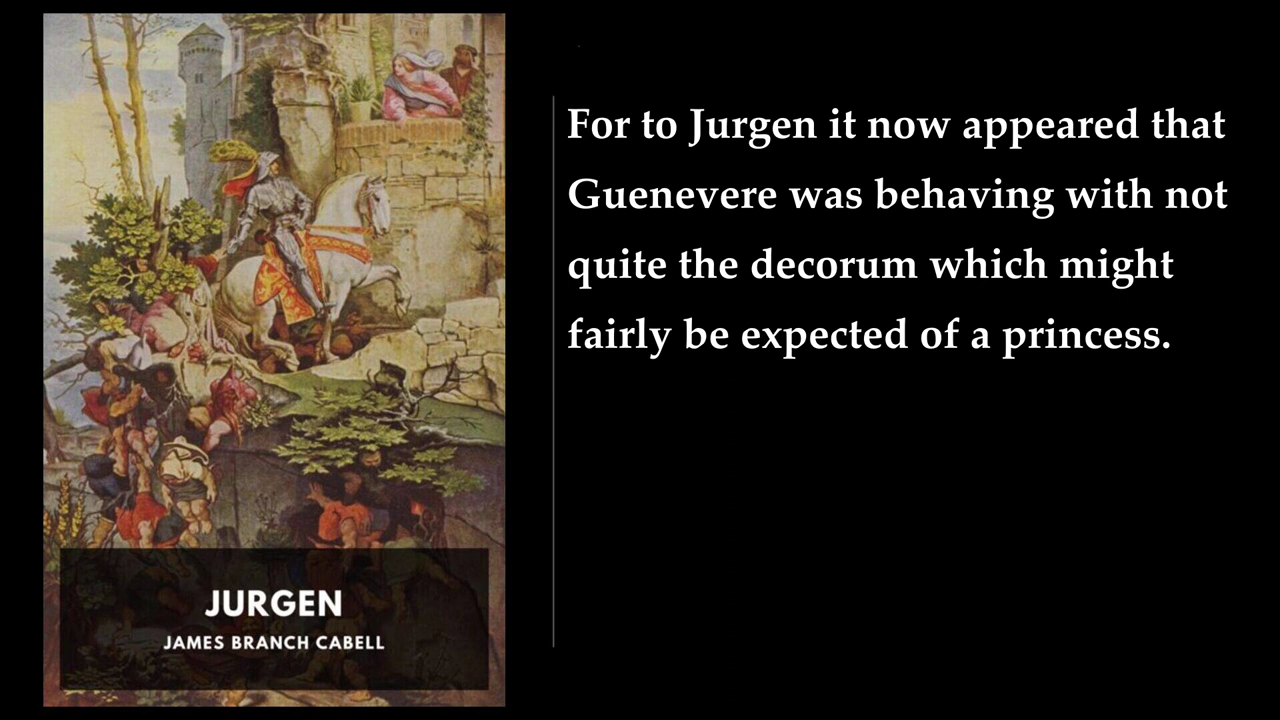 JURGEN
JAMES BRANCH CABELL
For to Jurgen it now appeared that
Guenevere was behaving with not
quite the decorum which might
fairly be expected of a princess.